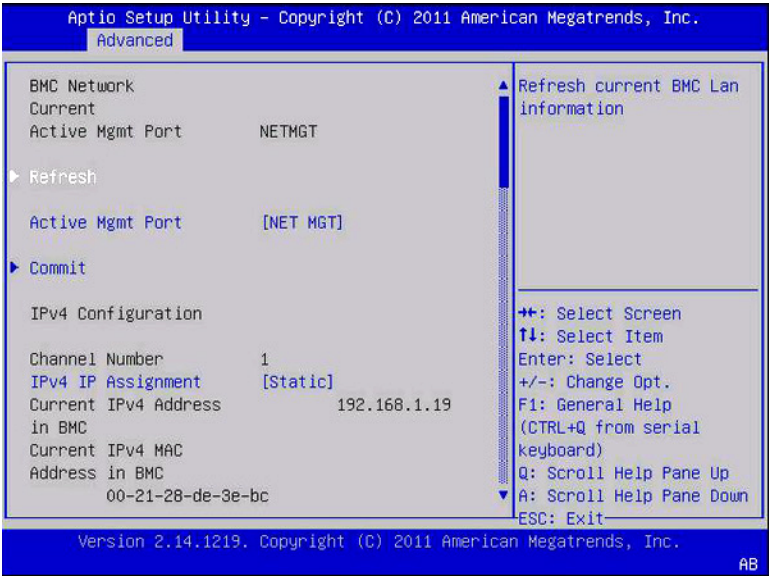 Aptio Setup Utility – Copyright (C) 2011 American Megatrends, Inc.
Advanced
BMC Network
Current
Active Mgmt Port NETMGT
Refresh
Active Mgmt Port [NET MGT]
Commit
IPv4 Configuration
Channel Number 1
IPv4 IP Assignment [Static]
Current IPv4 Address 192.168.1.19
in BMC
Current IPv4 MAC
Address in BMC
00-21-28-de-3e-bc
Refresh current BMC Lan
information
→←: Select Screen
↑↓: Select Item
Enter: Select
+/-: Change Opt.
F1: General Help
(CTRL+Q from serial
keyboard)
Q: Scroll Help Pane Up
A: Scroll Help Pane Down
ESC: Exit
Version 2.14.1219. Copyright (C) 2011 American Megatrends, Inc.
AB